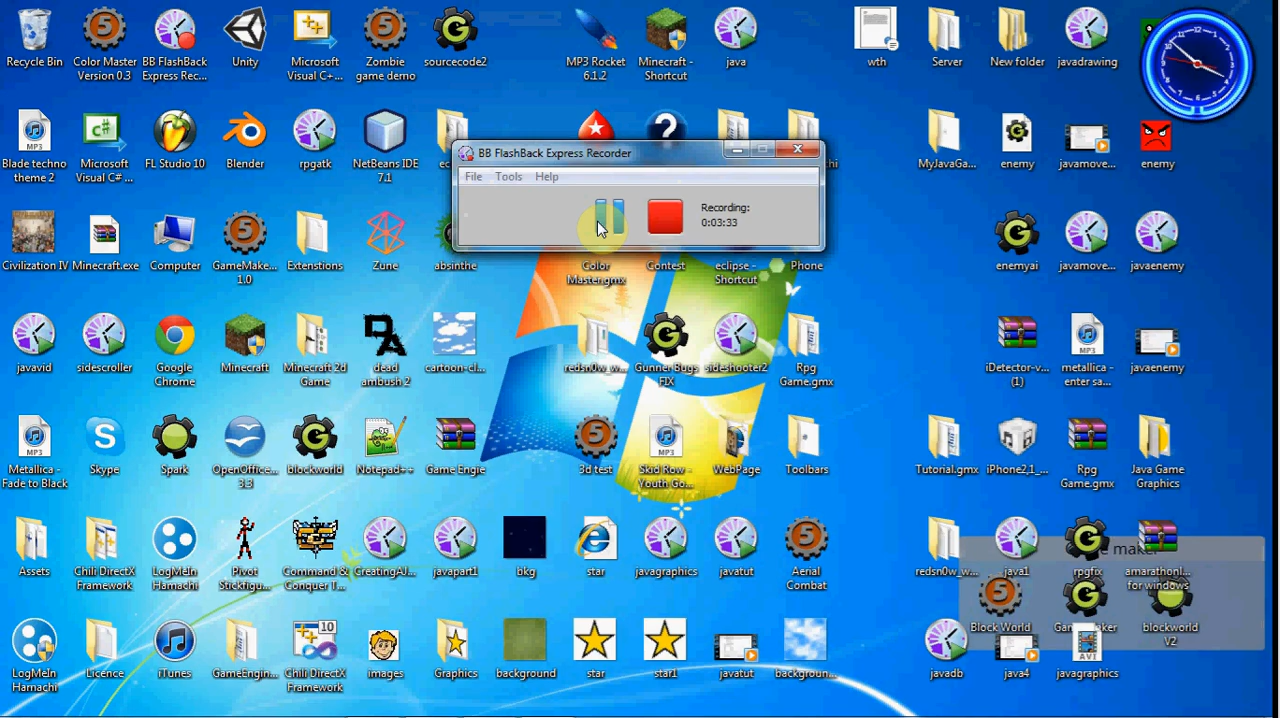 Recycle Bin
Color Master
Version 0.3
BB FlashBack
Express Rec...
Unity
Microsoft
Visual C+...
Zombie
game demo
sourcecode2
MP3 Rocket
6.1.2
Minecraft -
Shortcut
java
wth
Server
New folder
javadrawing
Blade techno
theme 2
Microsoft
Visual C# ...
FL Studio 10
Blender
rpgatk
NetBeans IDE
7.1
BB FlashBack Express Recorder
File Tools Help
Recording:
0:03:33
MyJavaGa...
enemy
javamove...
enemy
Civilization IV
Minecraft.exe
Computer
GameMake...
1.0
Extenstions
Zune
absinthe
Color
Master.gmx
Contest
eclipse -
Shortcut
Phone
enemyai
javamove...
javaenemy
javavid
sidescroller
Google
Chrome
Minecraft
Minecraft 2d
Game
dead
ambush 2
cartoon-cl...
redsn0w_w...
Gunner Bugs
FIX
sideshooter2
Rpg
Game.gmx
iDetector-v...
(1)
metallica -
enter sa...
javaenemy
Metallica -
Fade to Black
Skype
Spark
OpenOffice...
3.3
blockworld
Notepad++
Game Engie
3d test
Skid Row -
Youth Go...
WebPage
Toolbars
Tutorial.gmx
iPhone2,1_...
Rpg
Game.gmx
Java Game
Graphics
Assets
Chili DirectX
Framework
LogMeIn
Hamachi
Pivot
Stickfigu...
Command &
Conquer T...
CreatingAJ...
javapart1
bkg
star
javagraphics
javatut
Aerial
Combat
redsn0w_w...
java1
rpgfix
amarathonl...
for windows
Block World
blockworld
V2
LogMeIn
Hamachi
Licence
iTunes
GameEngin...
Chili DirectX
Framework
images
Graphics
background
star
star1
javatut
backgroun...
javadb
java4
javagraphics